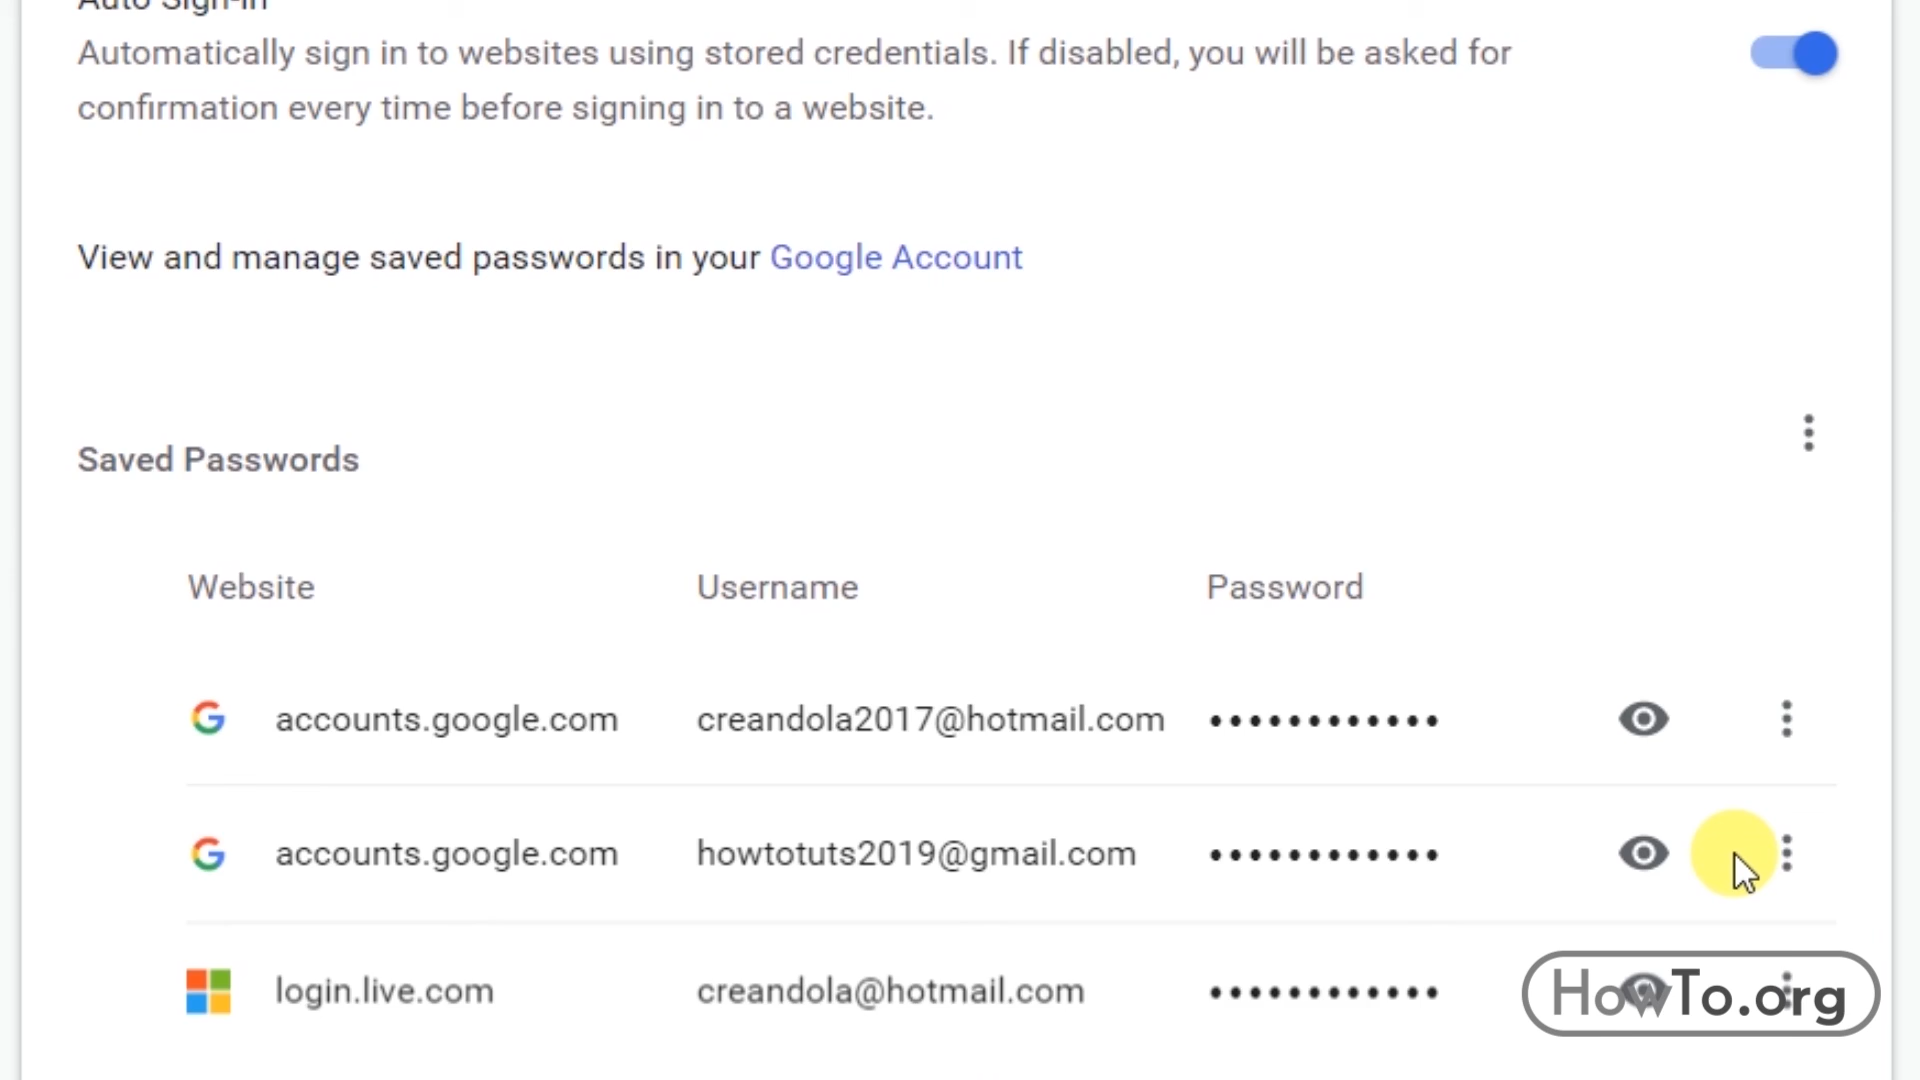 Auto Sign-in
Automatically sign in to websites using stored credentials. If disabled, you will be asked for
confirmation every time before signing in to a website.
View and manage saved passwords in your Google Account
Saved Passwords
Website Username Password
accounts.google.com creandola2017@hotmail.com ••••••••••••
accounts.google.com howtotuts2019@gmail.com ••••••••••••
login.live.com creandola@hotmail.com ••••••••••••
HowTo.org